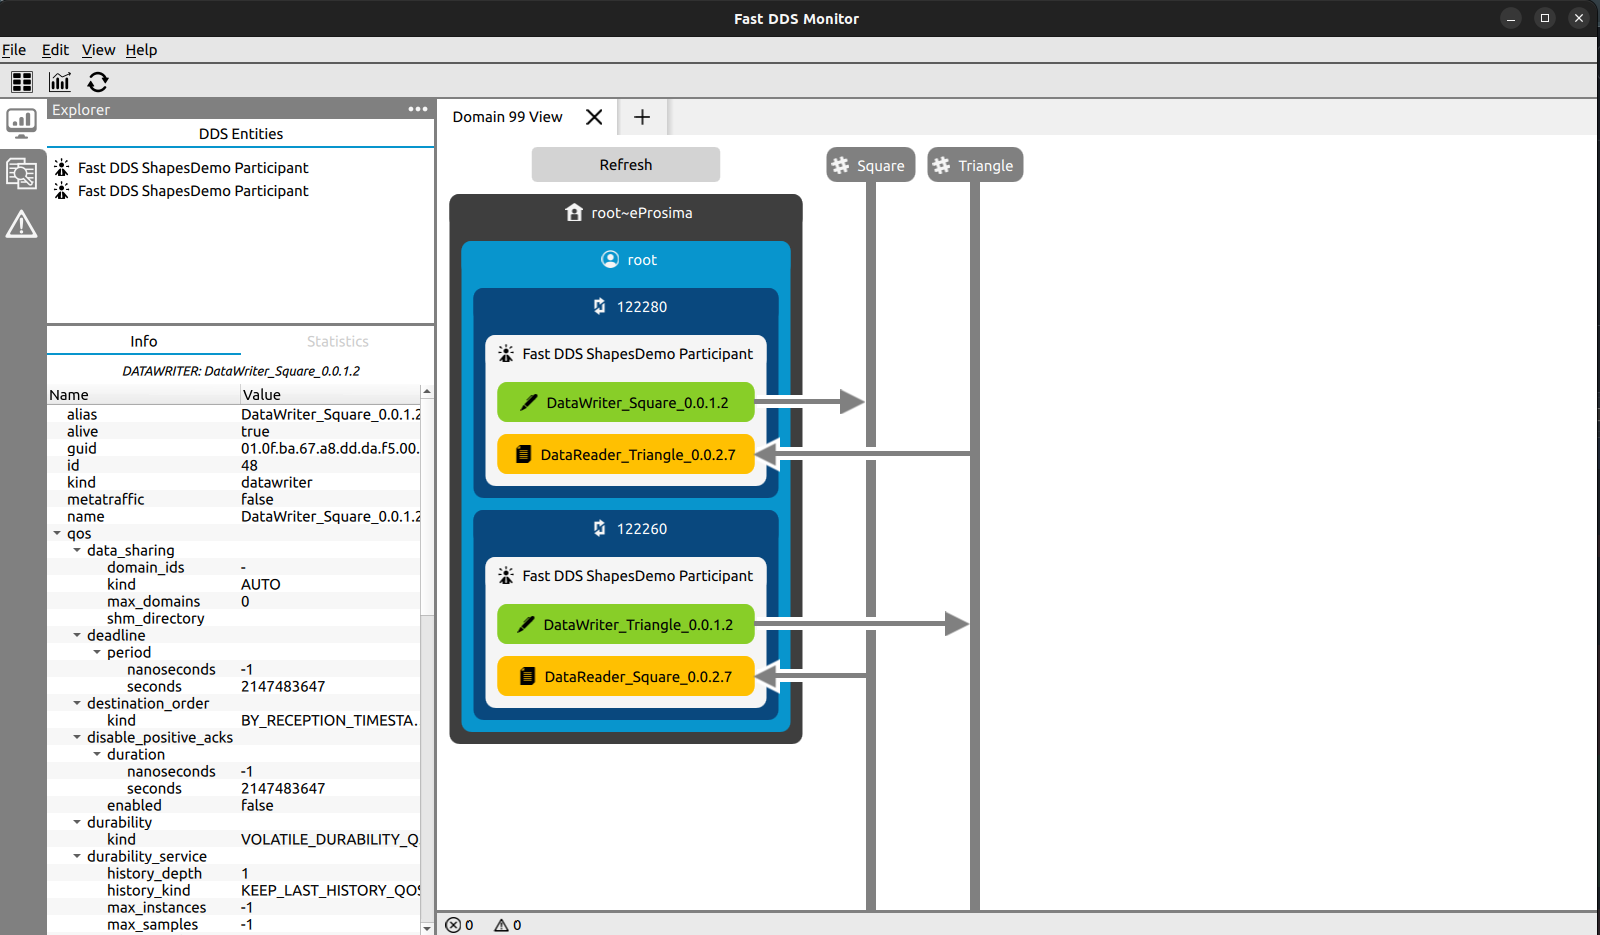 Fast DDS Monitor
File Edit View Help
Explorer
DDS Entities
Fast DDS ShapesDemo Participant
Fast DDS ShapesDemo Participant
Info Statistics
DATAWRITER: DataWriter_Square_0.0.1.2
Name Value
alias DataWriter_Square_0.0.1.2
alive true
guid 01.0f.ba.67.a8.dd.da.f5.00.
id 48
kind datawriter
metatraffic false
name DataWriter_Square_0.0.1.2
qos
data_sharing
domain_ids -
kind AUTO
max_domains 0
shm_directory
deadline
period
nanoseconds -1
seconds 2147483647
destination_order
kind BY_RECEPTION_TIMESTA.
disable_positive_acks
duration
nanoseconds -1
seconds 2147483647
enabled false
durability
kind VOLATILE_DURABILITY_Q
durability_service
history_depth 1
history_kind KEEP_LAST_HISTORY_QOS
max_instances -1
max_samples -1
Domain 99 View
Refresh
Square
Triangle
root~eProsima
root
122280
Fast DDS ShapesDemo Participant
DataWriter_Square_0.0.1.2
DataReader_Triangle_0.0.2.7
122260
Fast DDS ShapesDemo Participant
DataWriter_Triangle_0.0.1.2
DataReader_Square_0.0.2.7
0 0